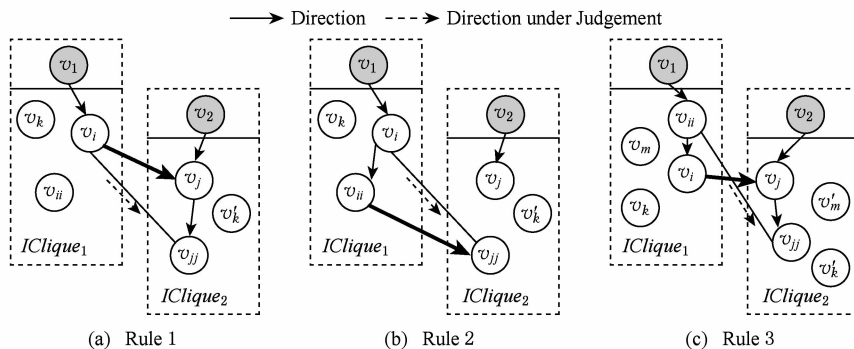 Direction Direction under Judgement
v1 v1 v1
v2 v2 v2
vk vi vk vi vii
vm
vj vj vi vj
vii vii
v'k v'k vk v'm
vjj vjj vjj
v'k
IClique1 IClique1 IClique1
IClique2 IClique2 IClique2
(a) Rule 1 (b) Rule 2 (c) Rule 3